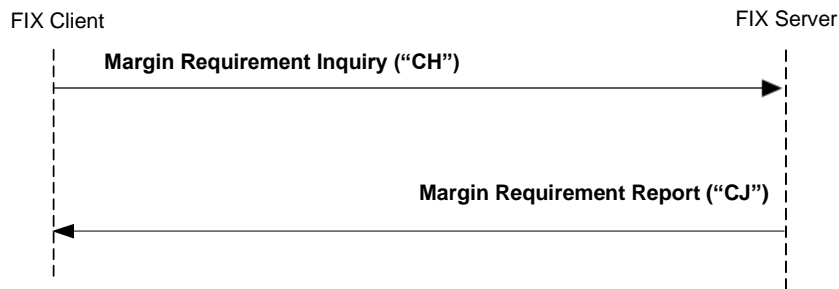 FIX Client
FIX Server
Margin Requirement Inquiry (“CH”)
Margin Requirement Report (“CJ”)